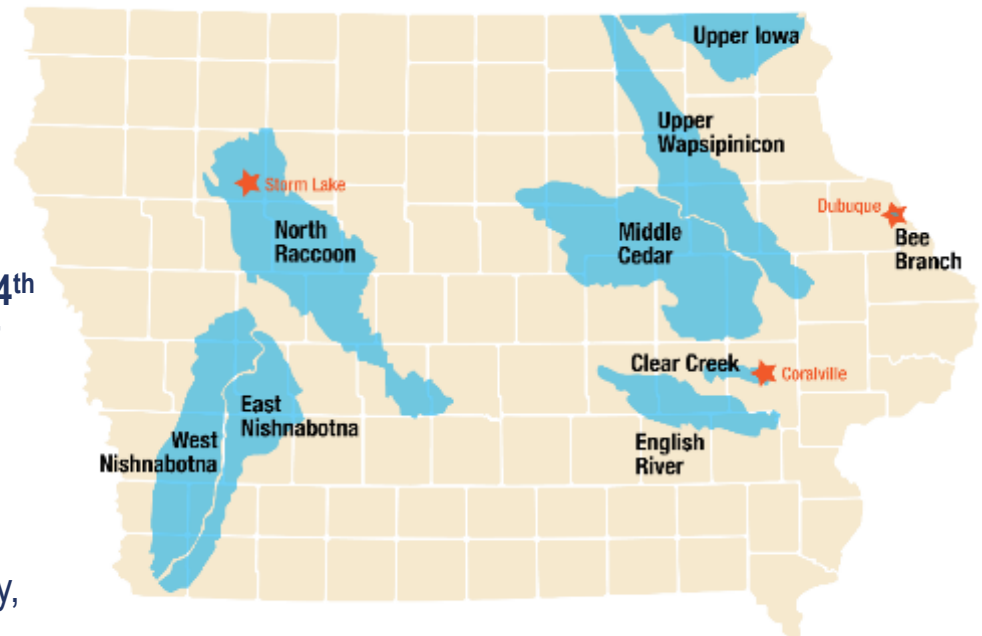 Upper Iowa
Upper
Wapsipinicon
Storm Lake
Dubuque
North
Raccoon
Middle
Cedar
Bee
Branch
4th
Clear Creek
Coralville
East
Nishnabotna
West
Nishnabotna
English
River
y,